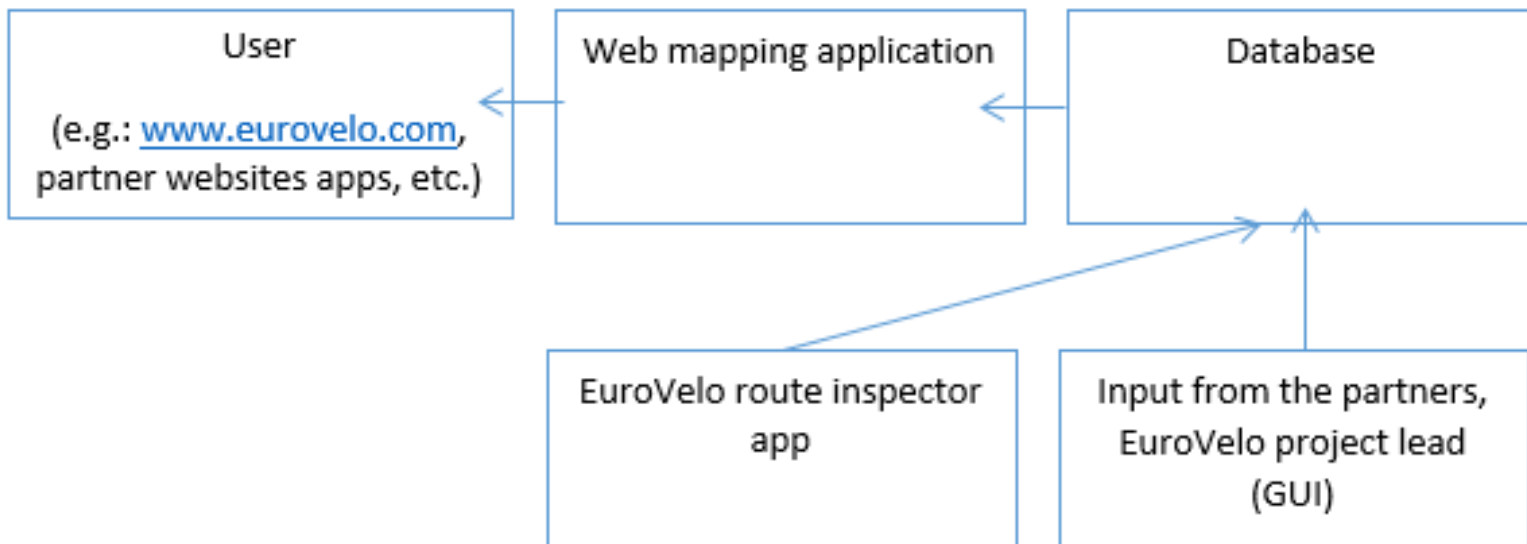 User
(e.g.: www.eurovelo.com,
partner websites apps, etc.)
Web mapping application
Database
EuroVelo route inspector
app
Input from the partners,
EuroVelo project lead
(GUI)